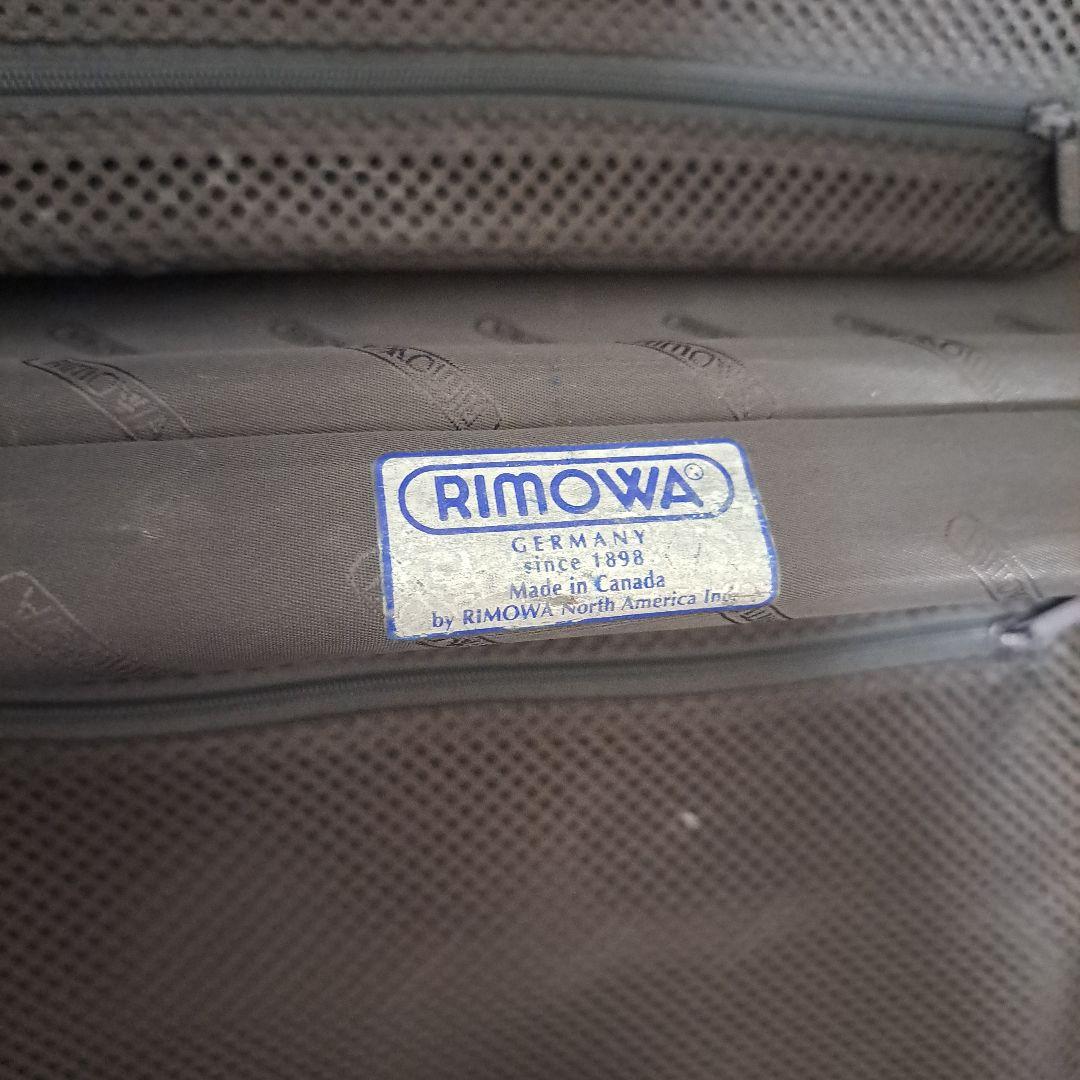 RIMOWA
GERMANY
since 1898
Made in Canada
by RIMOWA North America Inc.